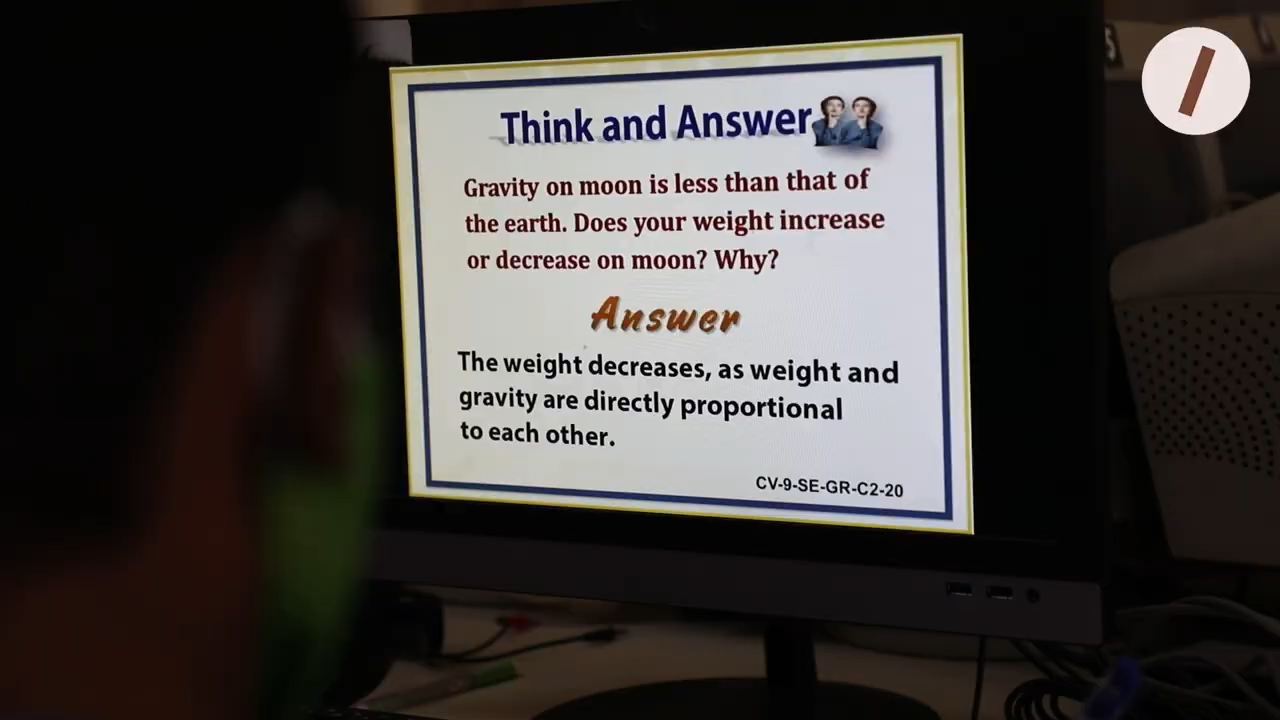 Think and Answer
Gravity on moon is less than that of
the earth. Does your weight increase
or decrease on moon? Why?
Answer
The weight decreases, as weight and
gravity are directly proportional
to each other.
CV-9-SE-GR-C2-20